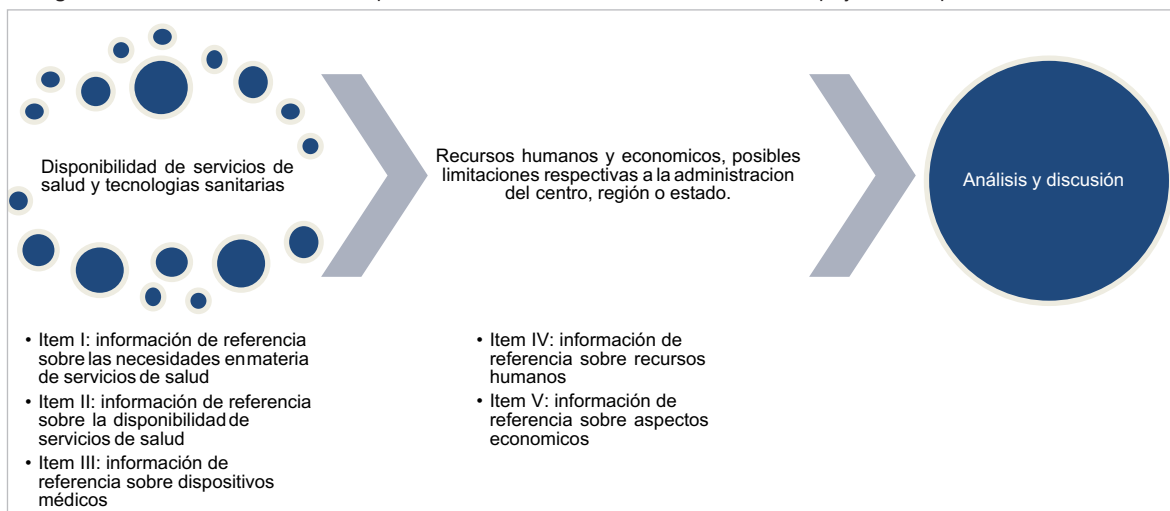 Disponibilidad de servicios de
salud y tecnologias sanitarias
Recursos humanos y economicos, posibles
limitaciones respectivas a la administracion
del centro, región o estado.
Análisis y discusión
• Item I: información de referencia
sobre las necesidades en materia
de servicios de salud
• Item II: información de referencia
sobre la disponibilidad de
servicios de salud
• Item III: información de
referencia sobre dispositivos
médicos
• Item IV: información de
referencia sobre recursos
humanos
• Item V: información de
referencia sobre aspectos
economicos